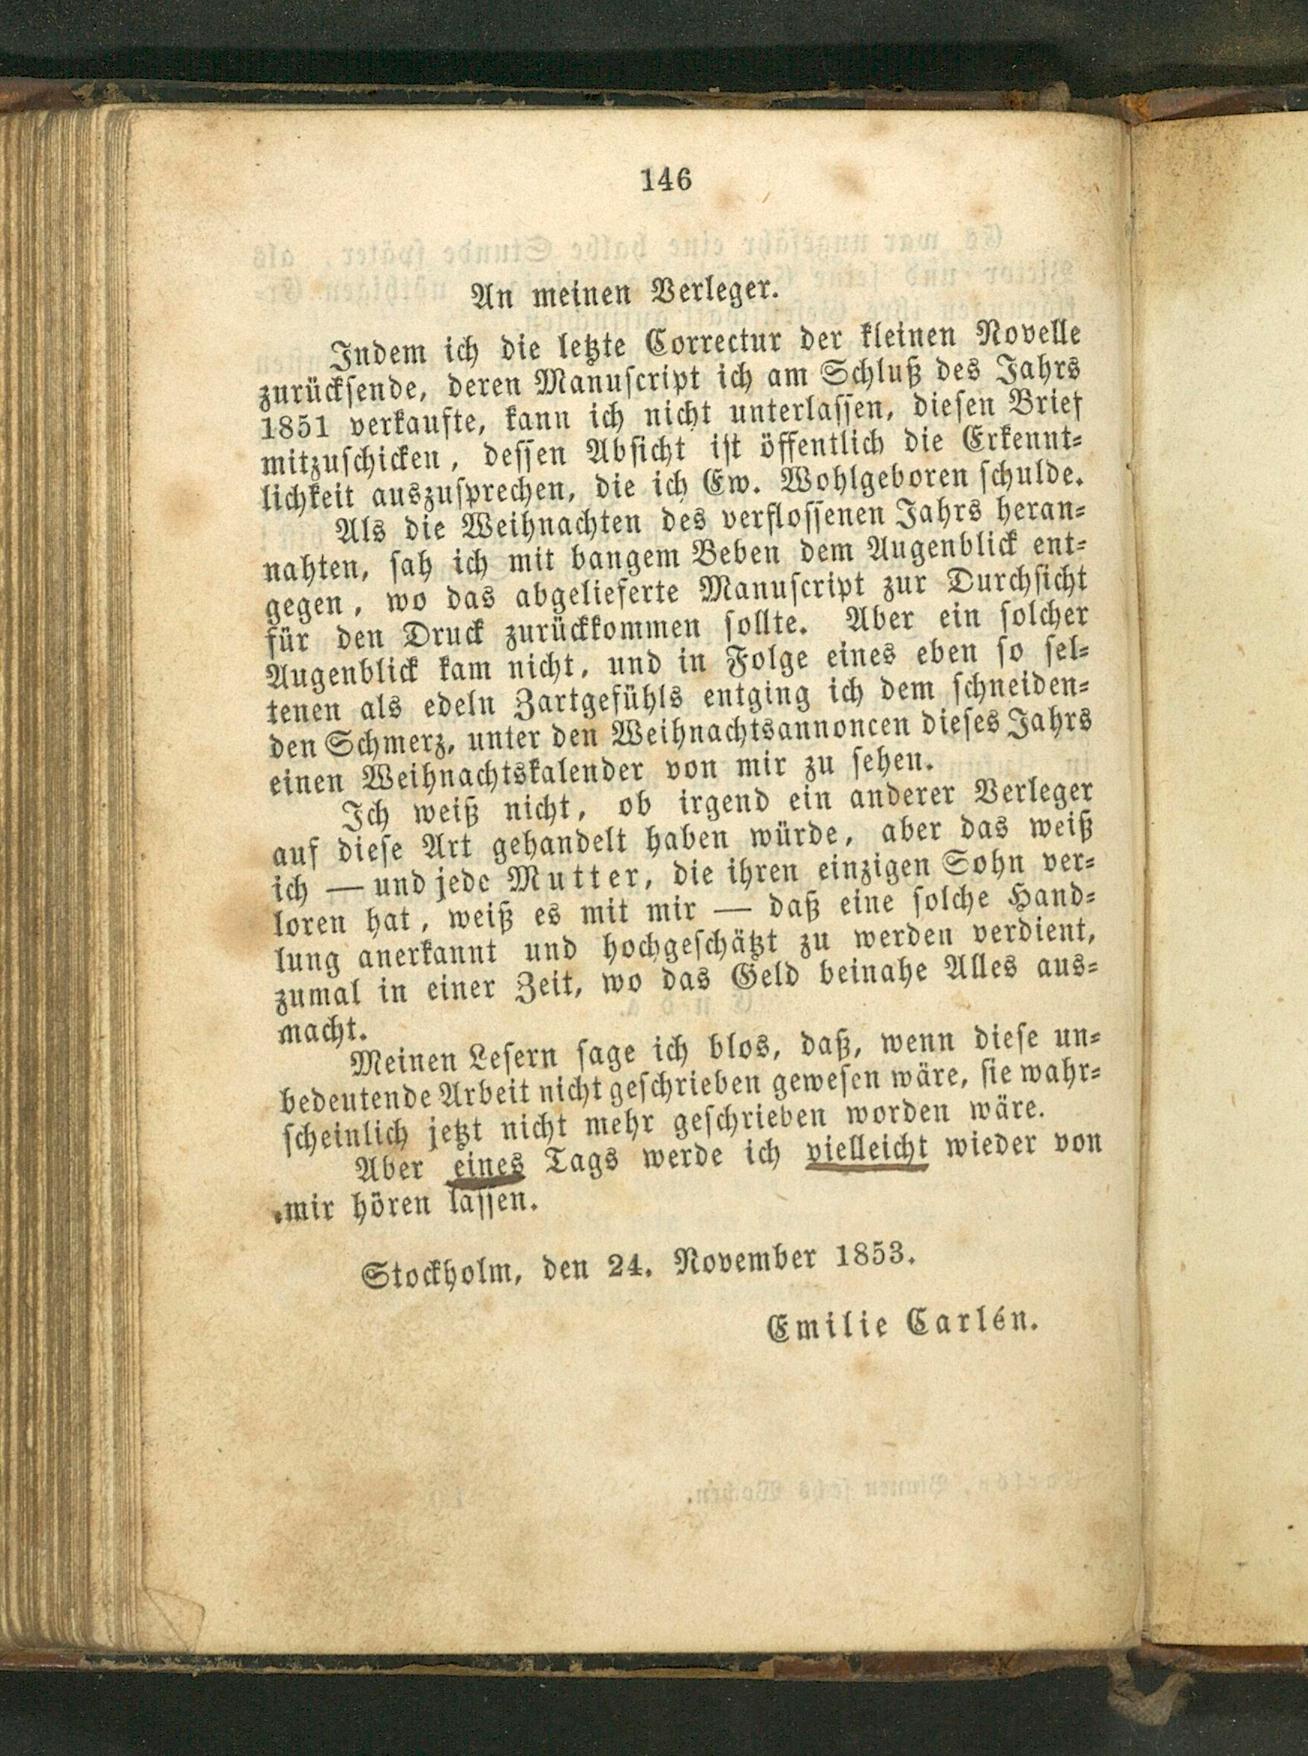 146
An meinen Verleger.
Indem ich die letzte Correctur der kleinen Novelle
zurücksende, deren Manuscript ich am Schluß des Jahrs
1851 verkaufte, kann ich nicht unterlassen, diesen Brief
mitzuschicken, dessen Absicht ist öffentlich die Erkennt-
lichkeit auszusprechen, die ich Ew. Wohlgeboren schulde.
Als die Weihnachten des verflossenen Jahrs heran-
nahten, sah ich mit bangem Beben dem Augenblick ent-
gegen, wo das abgelieferte Manuscript zur Durchsicht
für den Druck zurückkommen sollte. Aber ein solcher
Augenblick kam nicht, und in Folge eines eben so sel-
tenen als edeln Zartgefühls entging ich dem schneiden-
den Schmerz, unter den Weihnachtsannoncen dieses Jahrs
einen Weihnachtskalender von mir zu sehen.
Ich weiß nicht, ob irgend ein anderer Verleger
auf diese Art gehandelt haben würde, aber das weiß
ich — und jede Mutter, die ihren einzigen Sohn ver-
loren hat, weiß es mit mir — daß eine solche Hand-
lung anerkannt und hochgeschätzt zu werden verdient,
zumal in einer Zeit, wo das Geld beinahe Alles aus-
macht.
Meinen Lesern sage ich blos, daß, wenn diese un-
bedeutende Arbeit nicht geschrieben gewesen wäre, sie wahr-
scheinlich jetzt nicht mehr geschrieben worden wäre.
Aber eines Tags werde ich vielleicht wieder von
mir hören lassen.
Stockholm, den 24. November 1853.
Emilie Carlén.